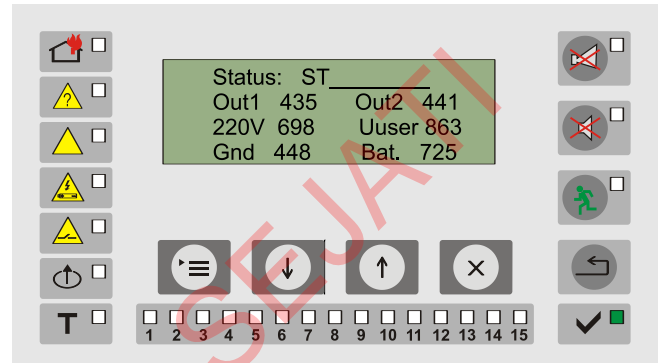 Status: ST_________
Out1 435 Out2 441
220V 698 Uuser 863
Gnd 448 Bat. 725
?
T
1 2 3 4 5 6 7 8 9 10 11 12 13 14 15
SEJATI